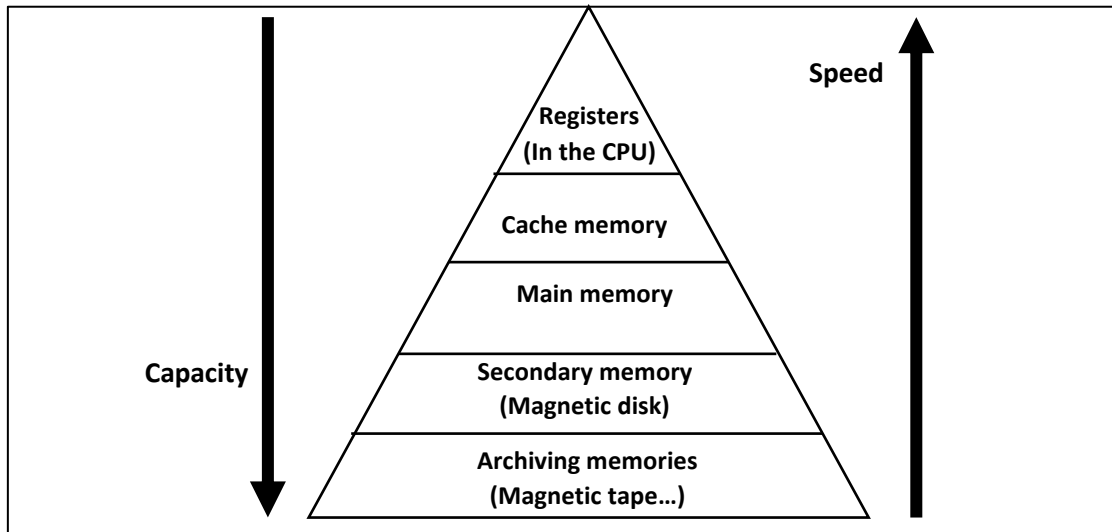 Speed
Registers
(In the CPU)
Cache memory
Main memory
Capacity
Secondary memory
(Magnetic disk)
Archiving memories
(Magnetic tape…)